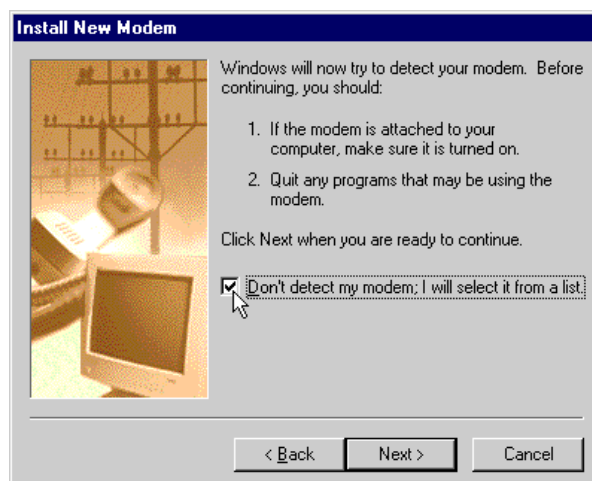 Install New Modem
Windows will now try to detect your modem.  Before
continuing, you should:
1.  If the modem is attached to your
computer, make sure it is turned on.
2.  Quit any programs that may be using the
modem.
Click Next when you are ready to continue.
Don't detect my modem; I will select it from a list.
< Back
Next >
Cancel